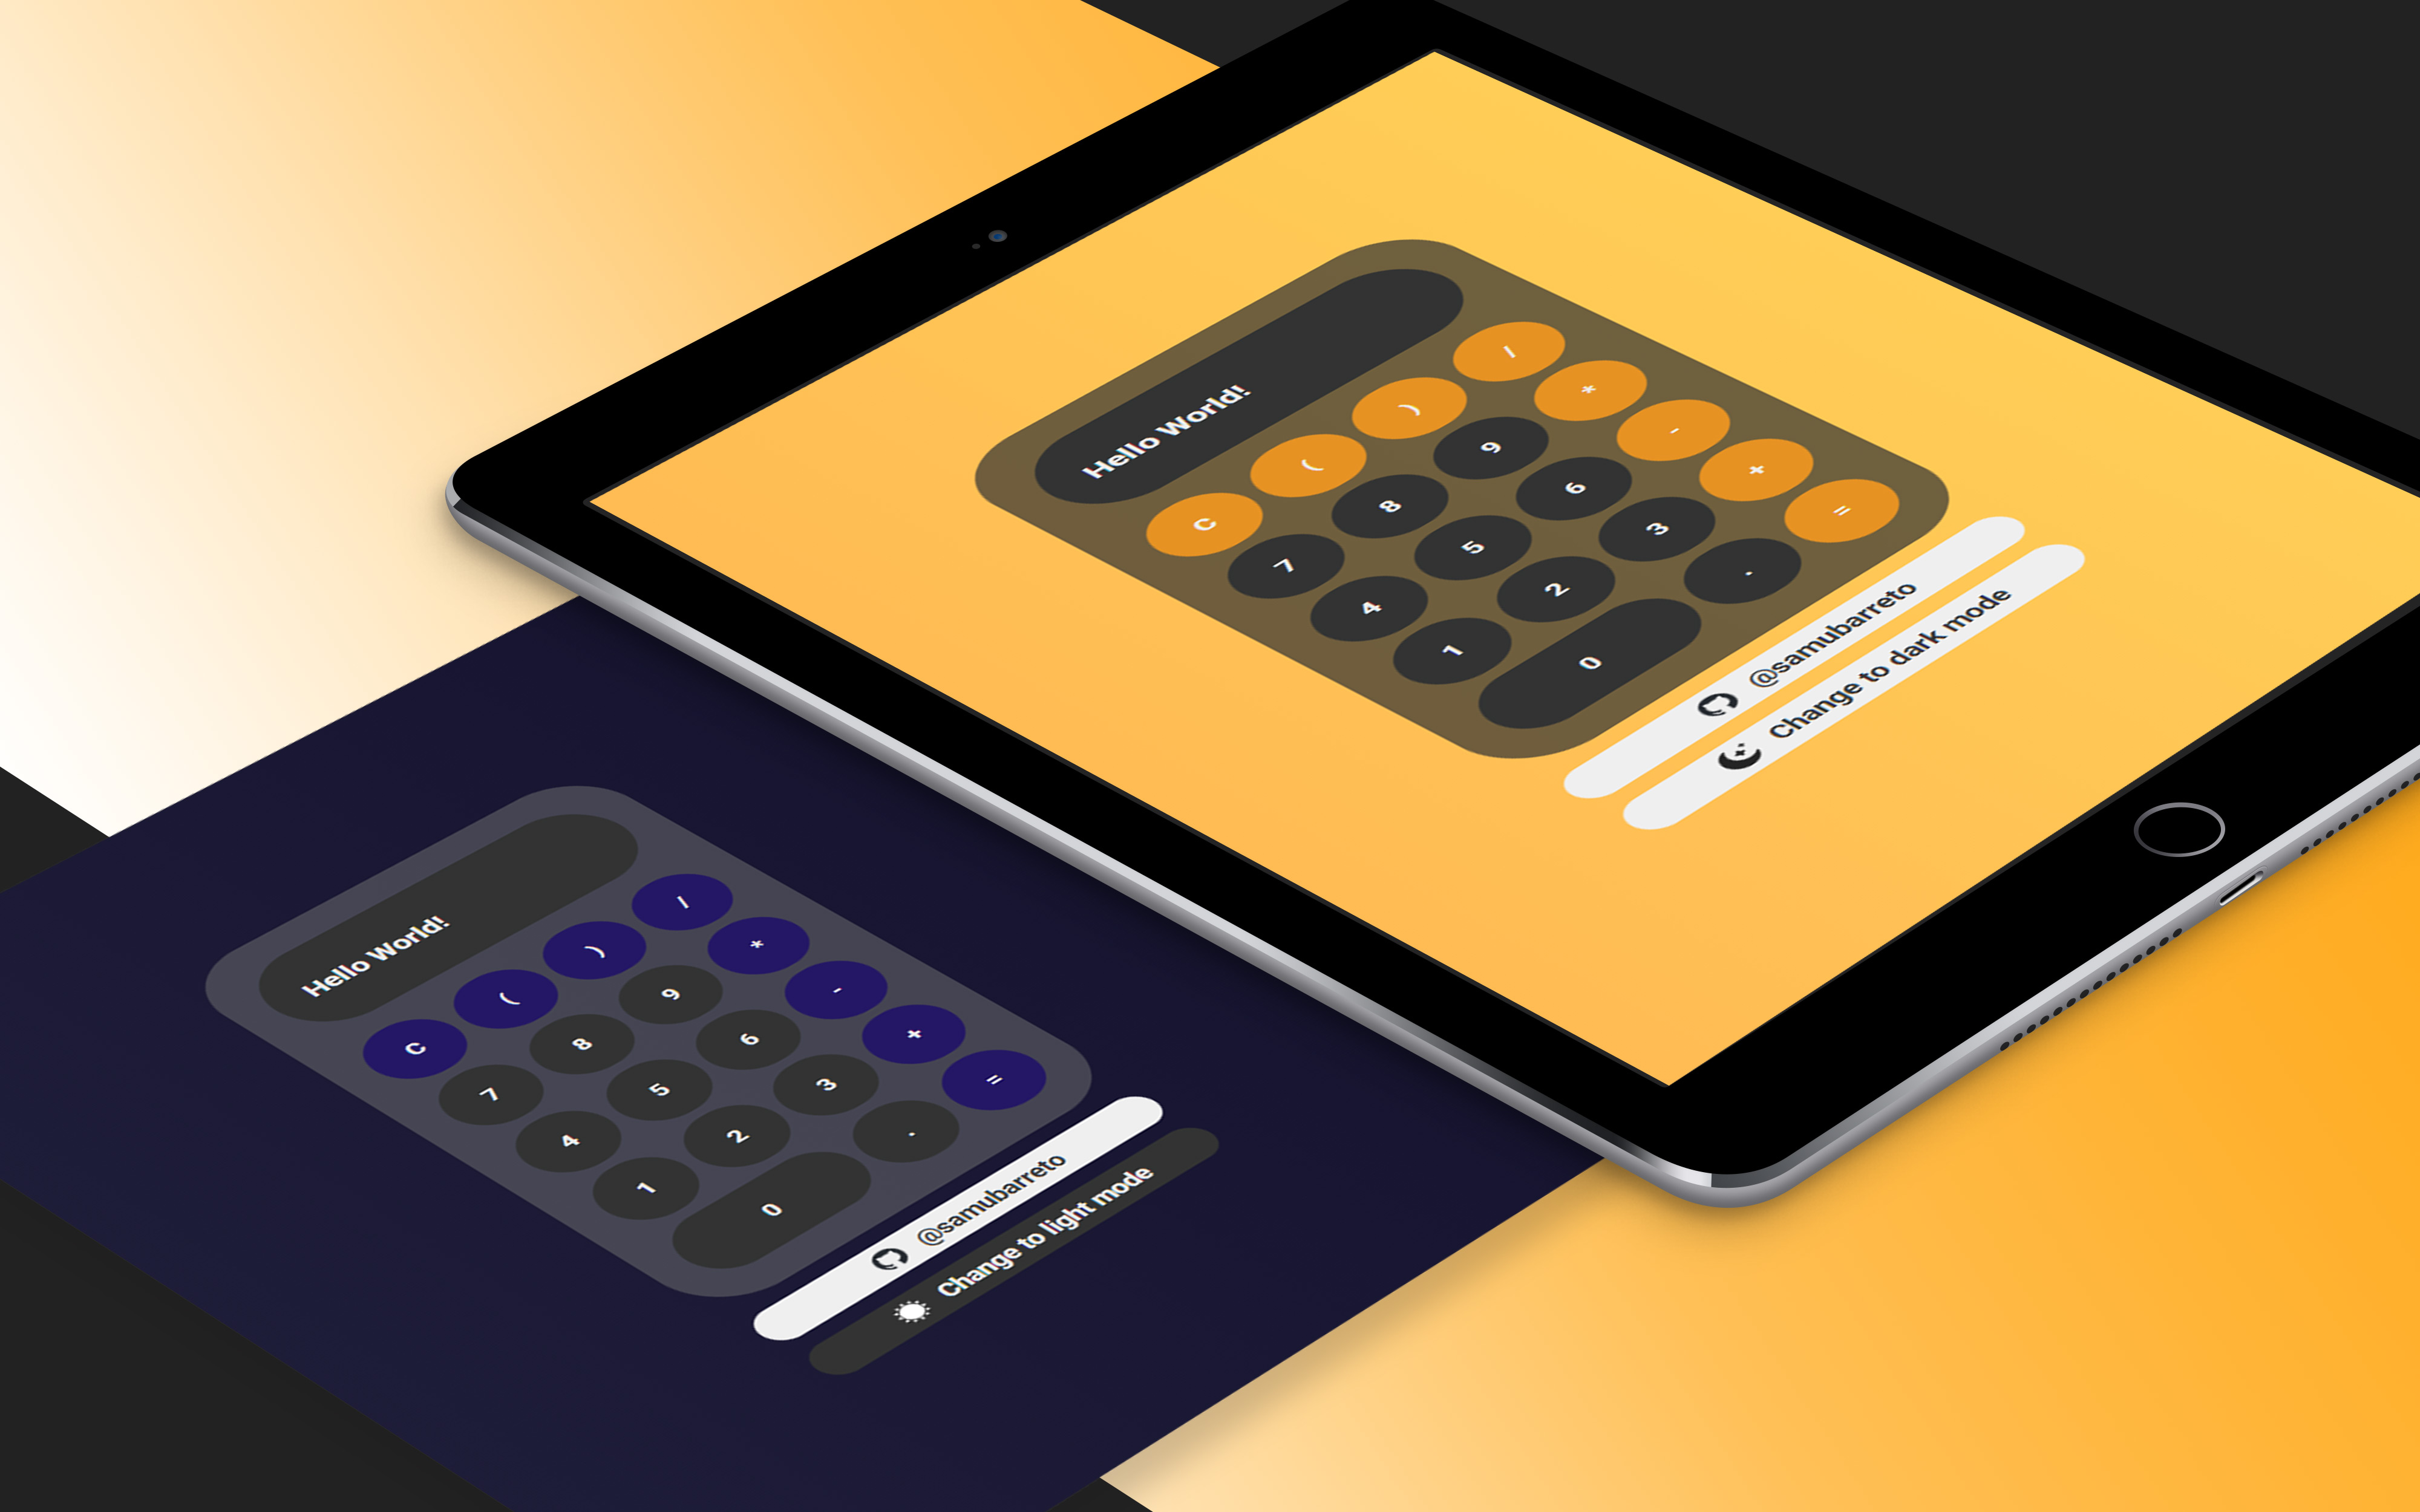 Hello World!
C ( ) /
7 8 9 *
4 5 6 -
1 2 3 +
0 . =
@samubarreto
Change to dark mode
Hello World!
C ( ) /
7 8 9 *
4 5 6 -
1 2 3 +
0 . =
@samubarreto
Change to light mode